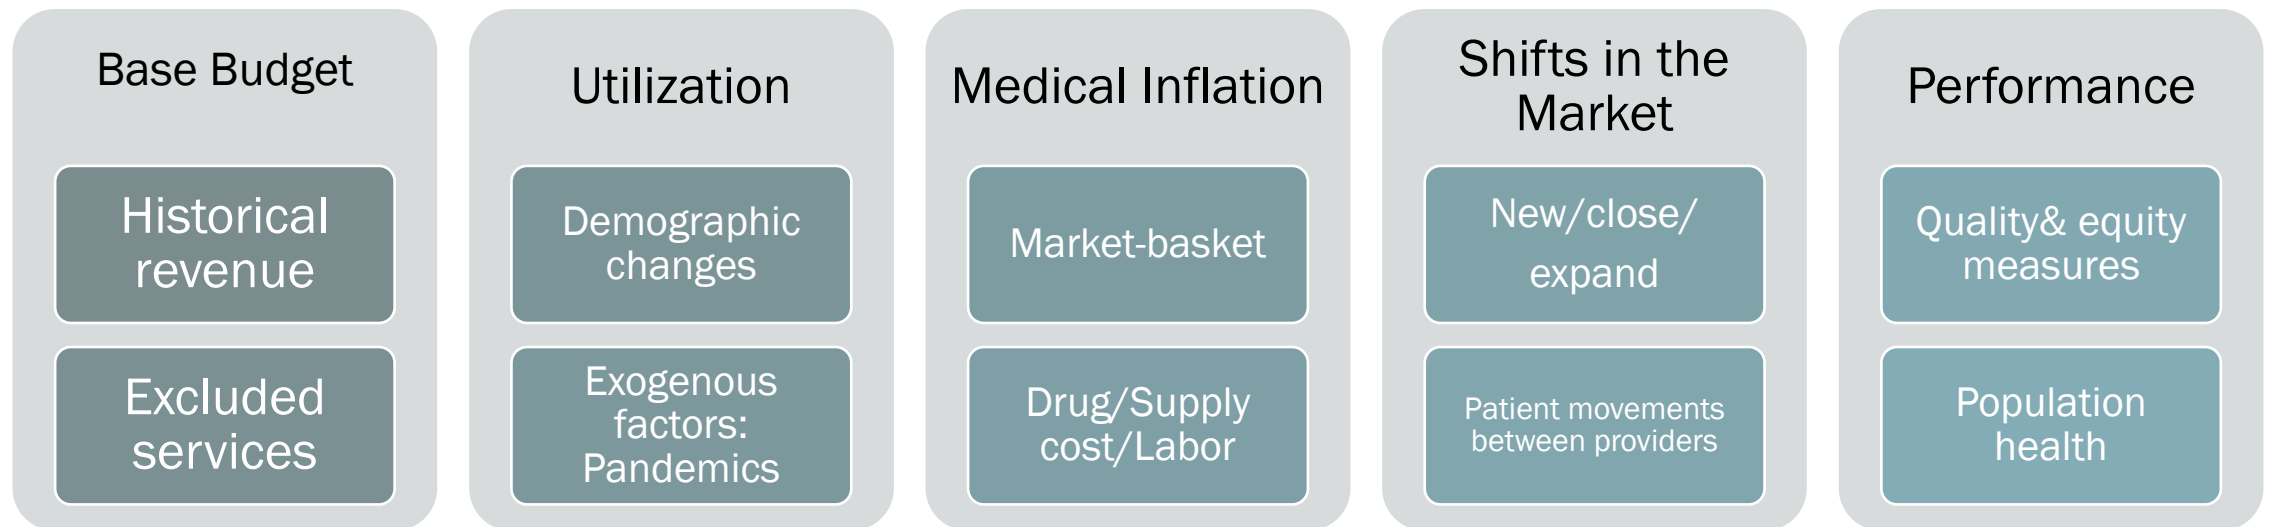 Base Budget
Historical
revenue
Excluded
services
Utilization
Demographic
changes
Exogenous
factors:
Pandemics
Medical Inflation
Market-basket
Drug/Supply
cost/Labor
Shifts in the
Market
New/close/
expand
Patient movements
between providers
Performance
Quality& equity
measures
Population
health